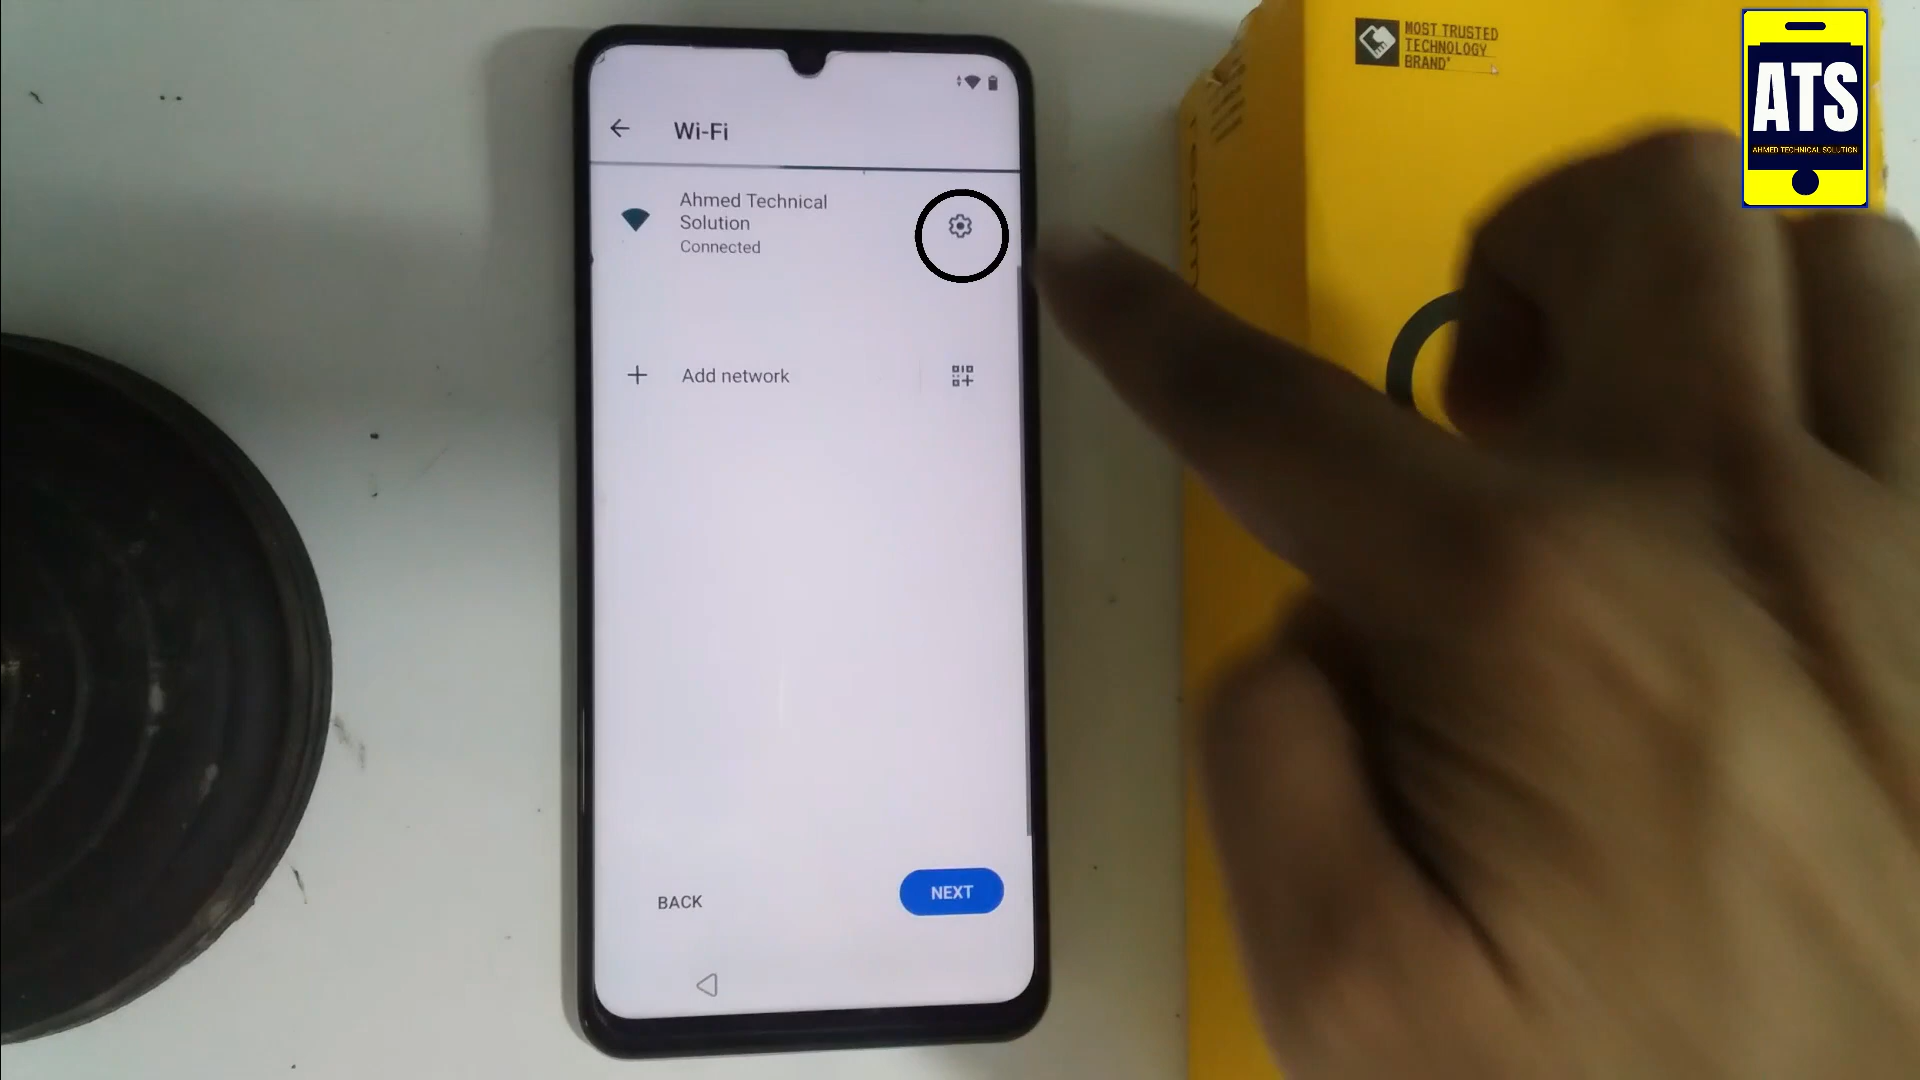 MOST TRUSTED
TECHNOLOGY
BRAND*
ATS
AHMED TECHNICAL SOLUTION
Wi-Fi
Ahmed Technical
Solution
Connected
Add network
BACK
NEXT